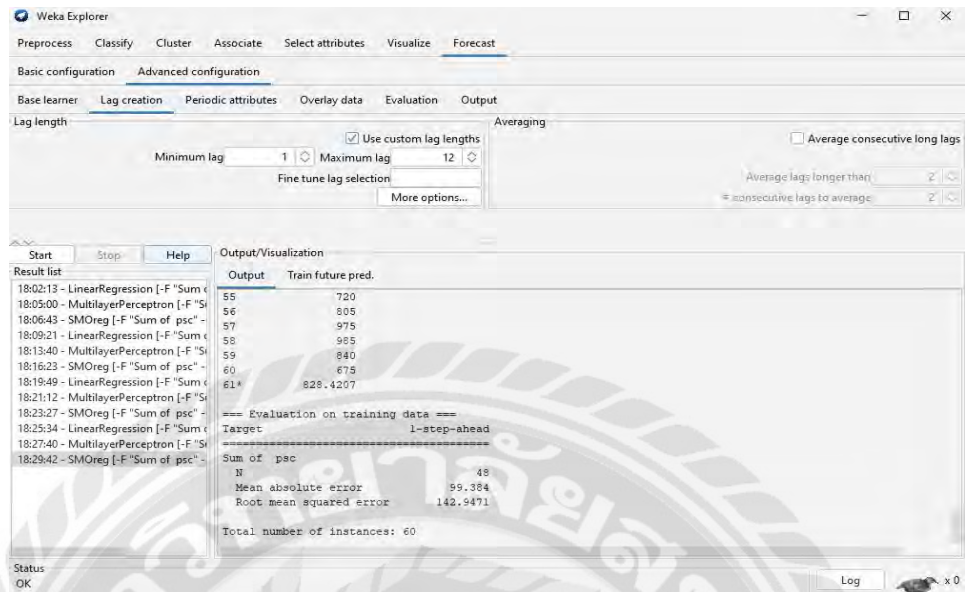 Weka Explorer
Preprocess Classify Cluster Associate Select attributes Visualize Forecast
Basic configuration Advanced configuration
Base learner Lag creation Periodic attributes Overlay data Evaluation Output
Lag length
Use custom lag lengths
Minimum lag 1 Maximum lag 12
Fine tune lag selection
More options...
Averaging
Average consecutive long lags
Average lags longer than 2
# consecutive lags to average 2
Start Stop Help
Result list
18:02:13 - LinearRegression [-F "Sum o
18:05:00 - MultilayerPerceptron [-F "Su
18:06:43 - SMOreg [-F "Sum of psc" -
18:09:21 - LinearRegression [-F "Sum o
18:13:40 - MultilayerPerceptron [-F "Su
18:16:23 - SMOreg [-F "Sum of psc" -
18:19:49 - LinearRegression [-F "Sum o
18:21:12 - MultilayerPerceptron [-F "Su
18:23:27 - SMOreg [-F "Sum of psc" -
18:25:34 - LinearRegression [-F "Sum o
18:27:40 - MultilayerPerceptron [-F "Su
18:29:42 - SMOreg [-F "Sum of psc" -
Output/Visualization
Output Train future pred.
55 720
56 805
57 975
58 985
59 840
60 675
61* 828.4207
=== Evaluation on training data ===
Target 1-step-ahead
=======================================
Sum of psc
N 48
Mean absolute error 99.384
Root mean squared error 142.9471
Total number of instances: 60
Status
OK
Log x 0